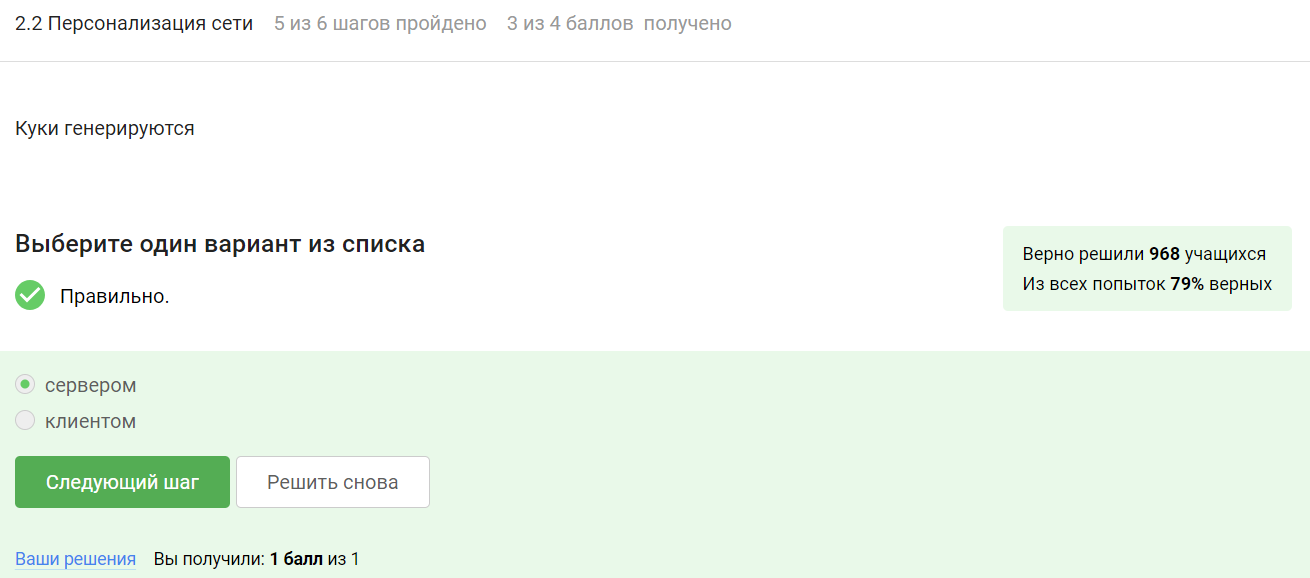 2.2 Персонализация сети 5 из 6 шагов пройдено 3 из 4 баллов получено
Куки генерируются
Выберите один вариант из списка
Правильно.
Верно решили 968 учащихся
Из всех попыток 79% верных
сервером
клиентом
Следующий шаг Решить снова
Ваши решения Вы получили: 1 балл из 1